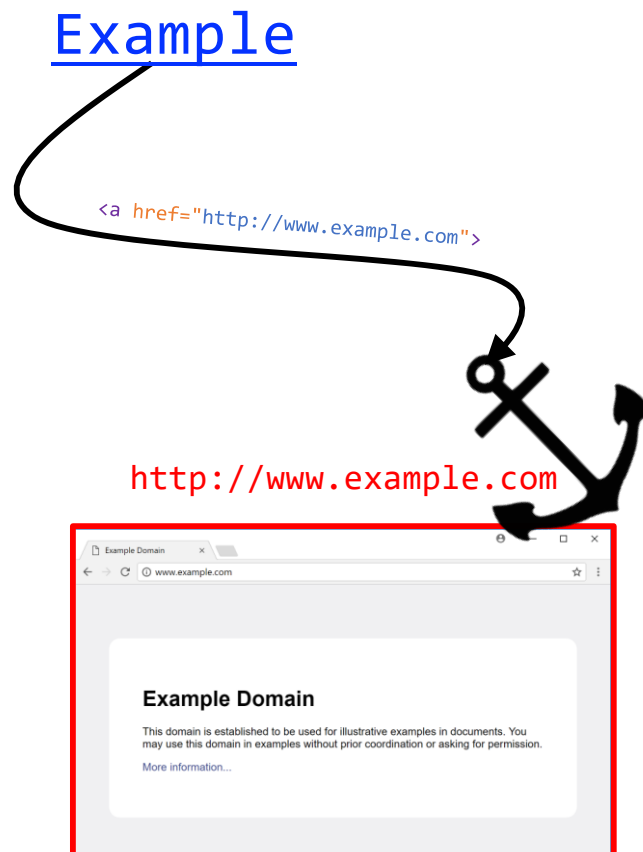 Example
<a href="http://www.example.com">
http://www.example.com
Example Domain
www.example.com
Example Domain
This domain is established to be used for illustrative examples in documents. You
may use this domain in examples without prior coordination or asking for permission.
More information...